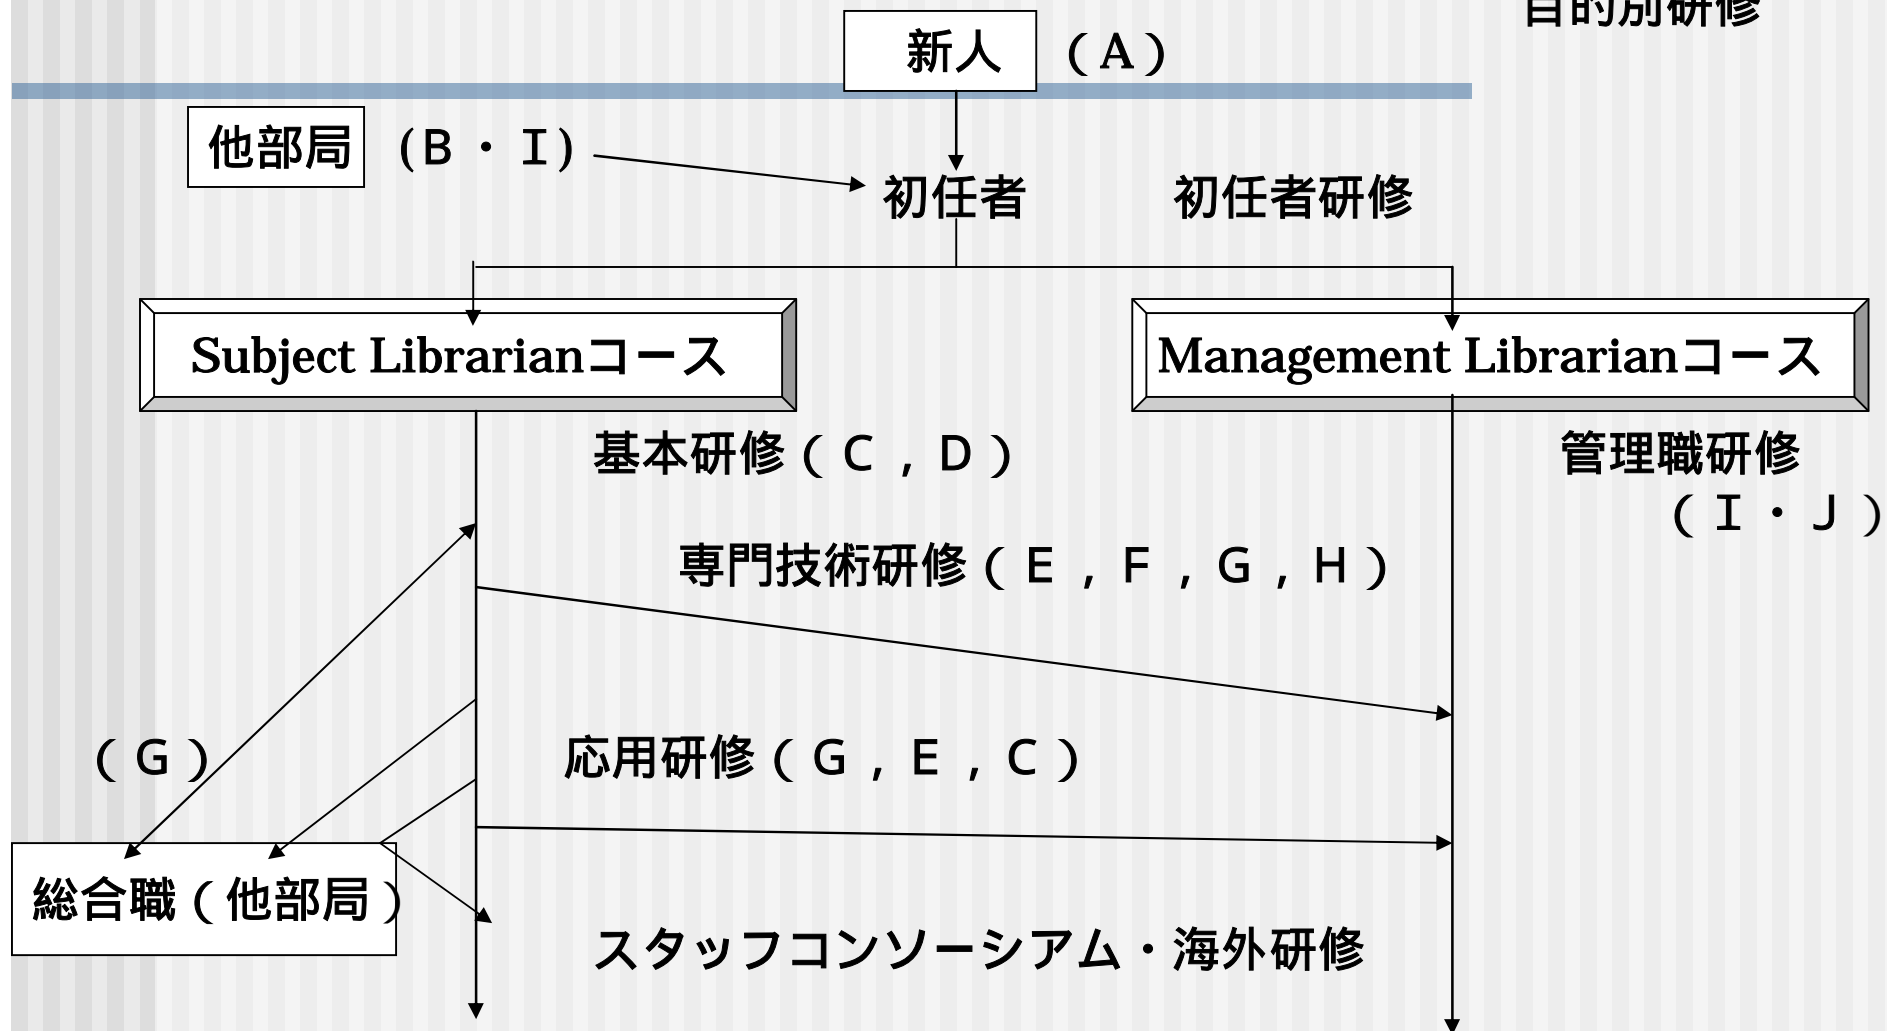 目的別研修
新人 （A）
他部局 （B・I）
初任者 初任者研修
Subject Librarianコース Management Librarianコース
基本研修（C，D） 管理職研修
（I・J）
専門技術研修（E，F，G，H）
（G） 応用研修（G，E，C）
総合職（他部局）
スタッフコンソーシアム・海外研修